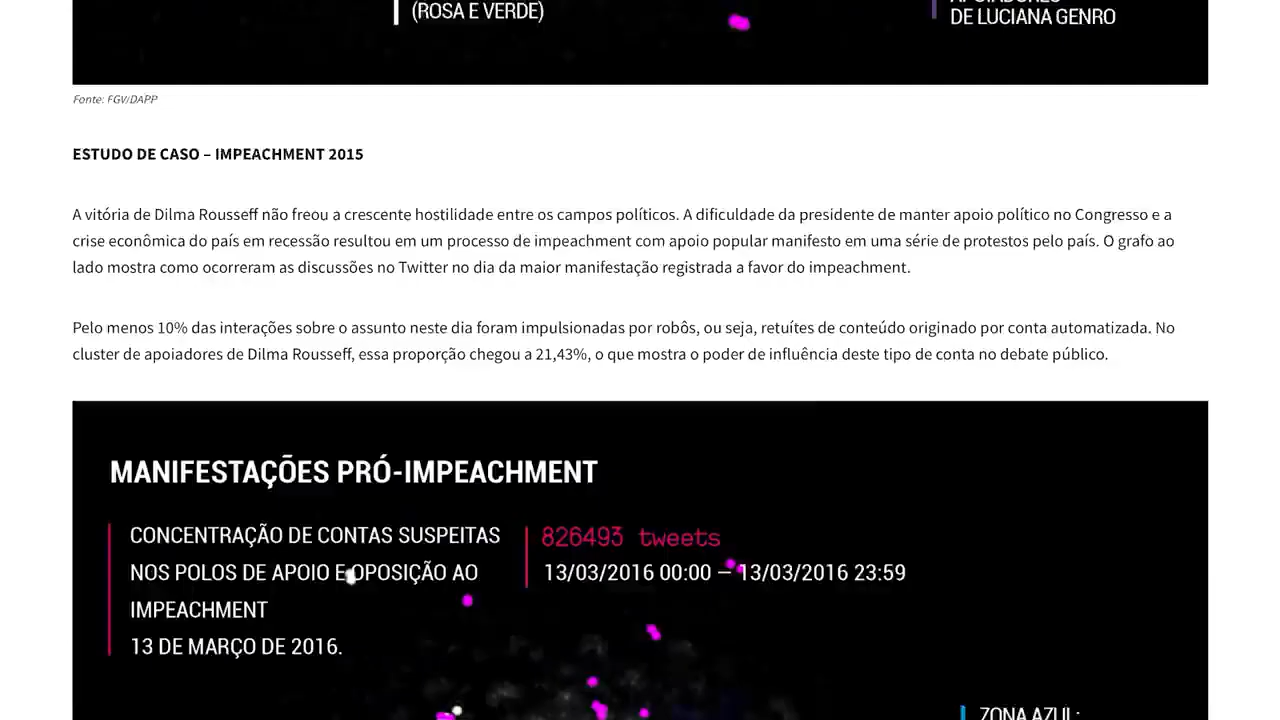 (ROSA E VERDE)
DE LUCIANA GENRO
Fonte: FGV/DAPP
ESTUDO DE CASO – IMPEACHMENT 2015
A vitória de Dilma Rousseff não freou a crescente hostilidade entre os campos políticos. A dificuldade da presidente de manter apoio político no Congresso e a
crise econômica do país em recessão resultou em um processo de impeachment com apoio popular manifesto em uma série de protestos pelo país. O grafo ao
lado mostra como ocorreram as discussões no Twitter no dia da maior manifestação registrada a favor do impeachment.
Pelo menos 10% das interações sobre o assunto neste dia foram impulsionadas por robôs, ou seja, retuítes de conteúdo originado por conta automatizada. No
cluster de apoiadores de Dilma Rousseff, essa proporção chegou a 21,43%, o que mostra o poder de influência deste tipo de conta no debate público.
MANIFESTAÇÕES PRÓ-IMPEACHMENT
CONCENTRAÇÃO DE CONTAS SUSPEITAS
NOS POLOS DE APOIO E OPOSIÇÃO AO
IMPEACHMENT
13 DE MARÇO DE 2016.
826493 tweets
13/03/2016 00:00 – 13/03/2016 23:59
ZONA AZUL: